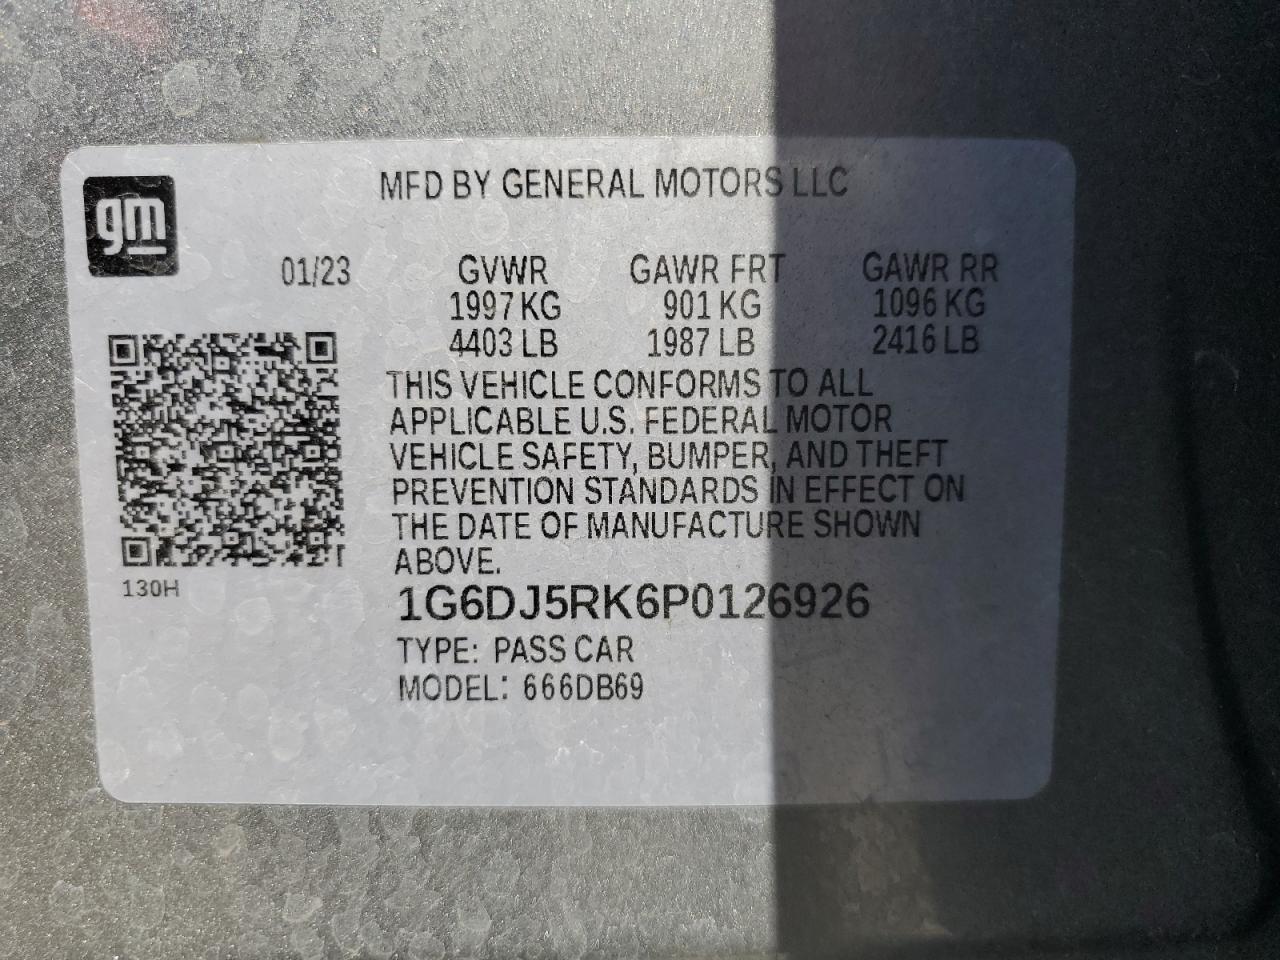 MFD BY GENERAL MOTORS LLC
gm
01/23 GVWR GAWR FRT GAWR RR
1997 KG 901 KG 1096 KG
4403 LB 1987 LB 2416 LB
THIS VEHICLE CONFORMS TO ALL
APPLICABLE U.S. FEDERAL MOTOR
VEHICLE SAFETY, BUMPER, AND THEFT
PREVENTION STANDARDS IN EFFECT ON
THE DATE OF MANUFACTURE SHOWN
ABOVE.
130H
1G6DJ5RK6P0126926
TYPE: PASS CAR
MODEL: 666DB69